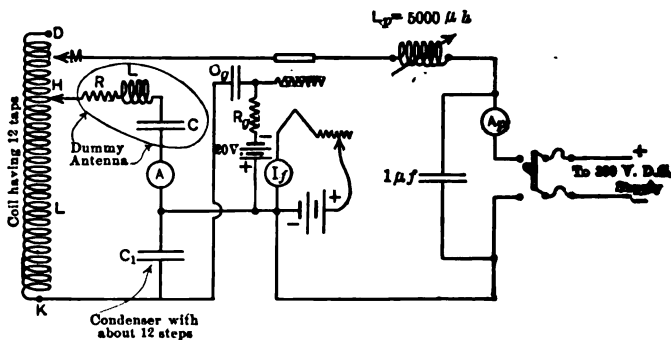 Lp = 5000 μh
D
M
H
R
L
C
Dummy
Antenna
A
Og
Rg
20V
−
+
If
−
+
1μf
Ap
+
To 300 V. D.C.
Supply
−
Coil having 12 taps
L
C₁
K
Condenser with
about 12 steps